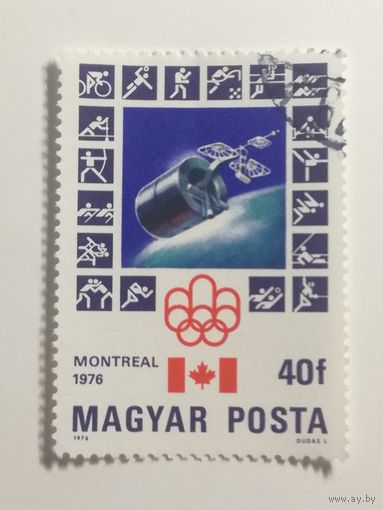 MONTREAL
1976
40f
MAGYAR POSTA
1976
DUDÁS L.
www.ay.by